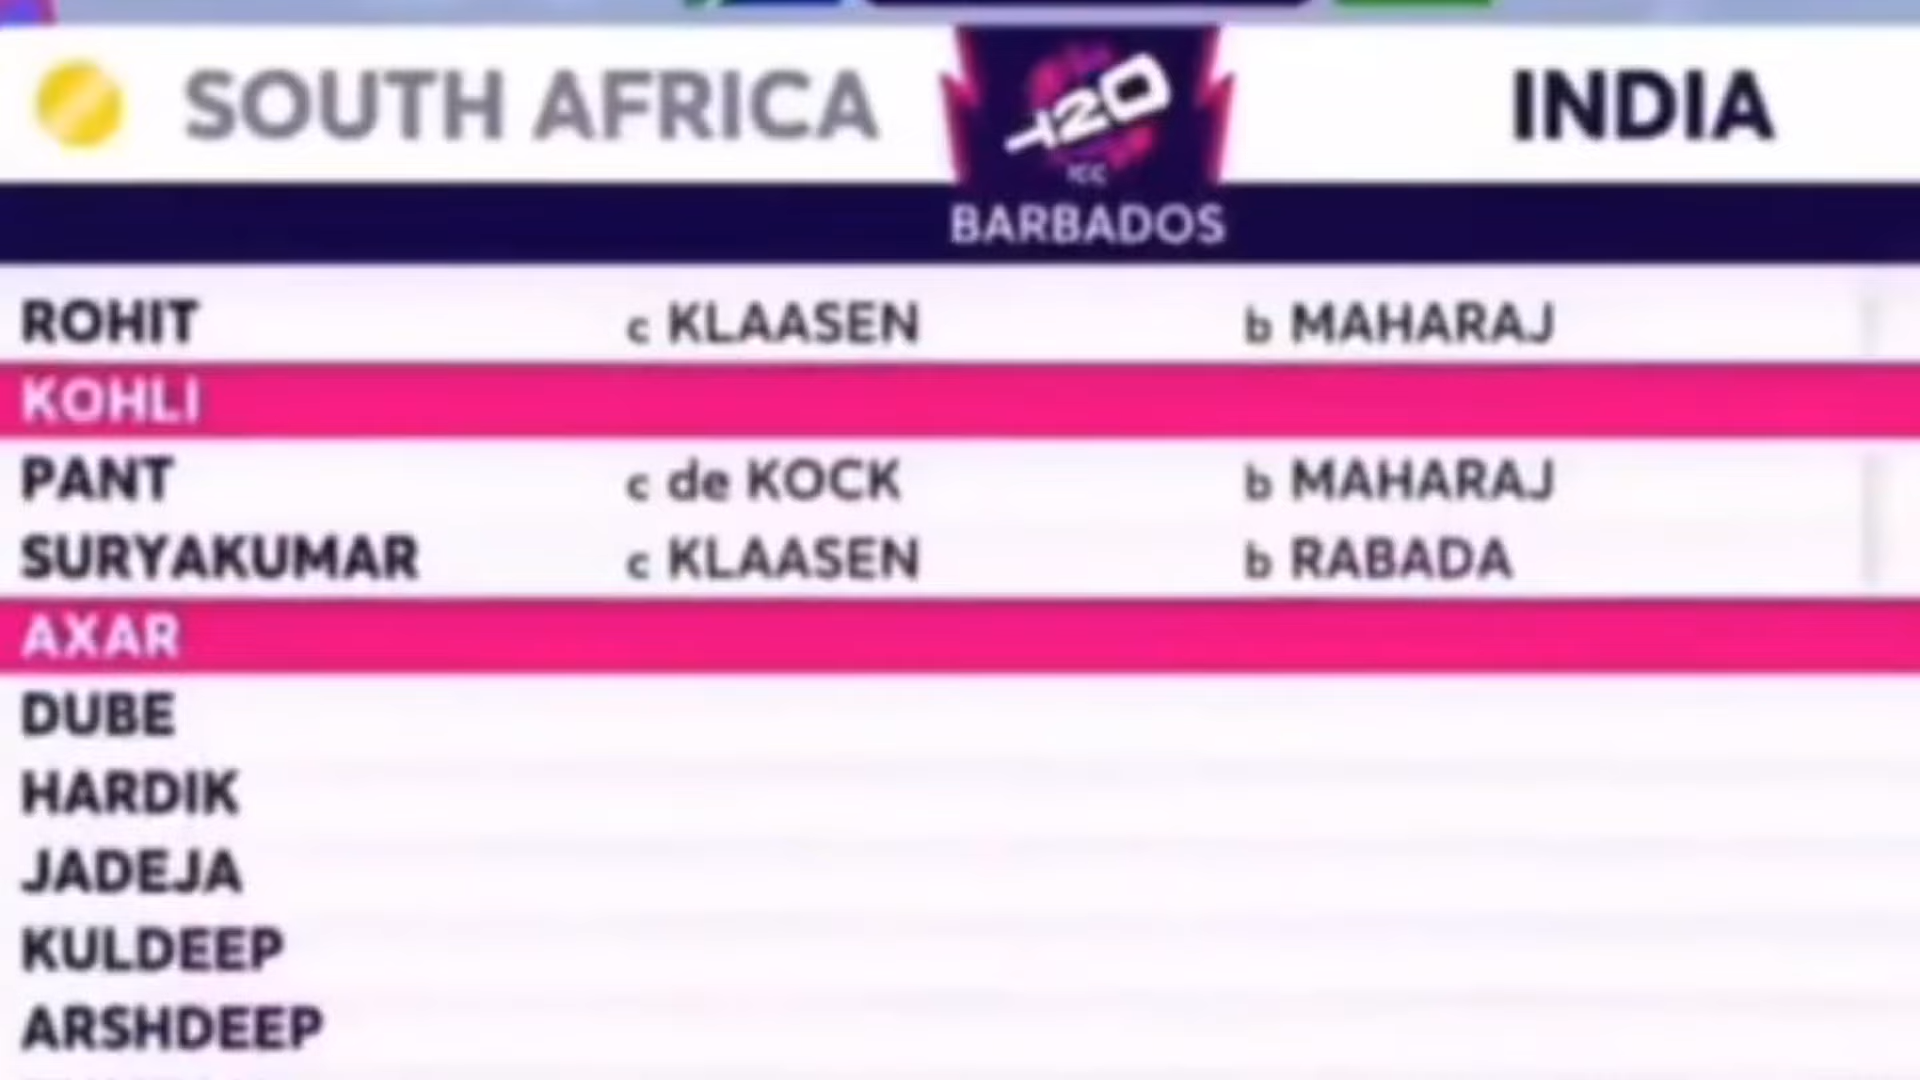 SOUTH AFRICA T20 INDIA
ICC
BARBADOS
ROHIT c KLAASEN b MAHARAJ
KOHLI
PANT c de KOCK b MAHARAJ
SURYAKUMAR c KLAASEN b RABADA
AXAR
DUBE
HARDIK
JADEJA
KULDEEP
ARSHDEEP